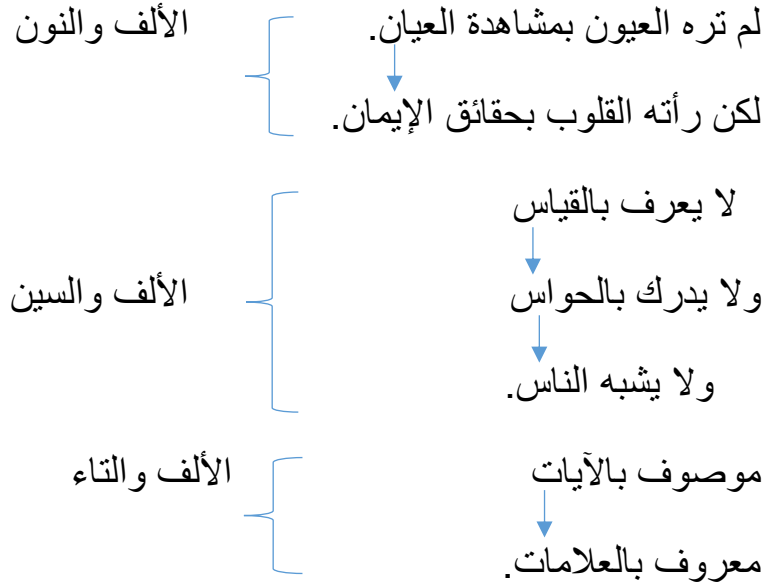 لم تره العيون بمشاهدة العيان. الألف والنون
لكن رأته القلوب بحقائق الإيمان.
لا يعرف بالقياس
ولا يدرك بالحواس الألف والسين
ولا يشبه الناس.
موصوف بالآيات الألف والتاء
معروف بالعلامات.